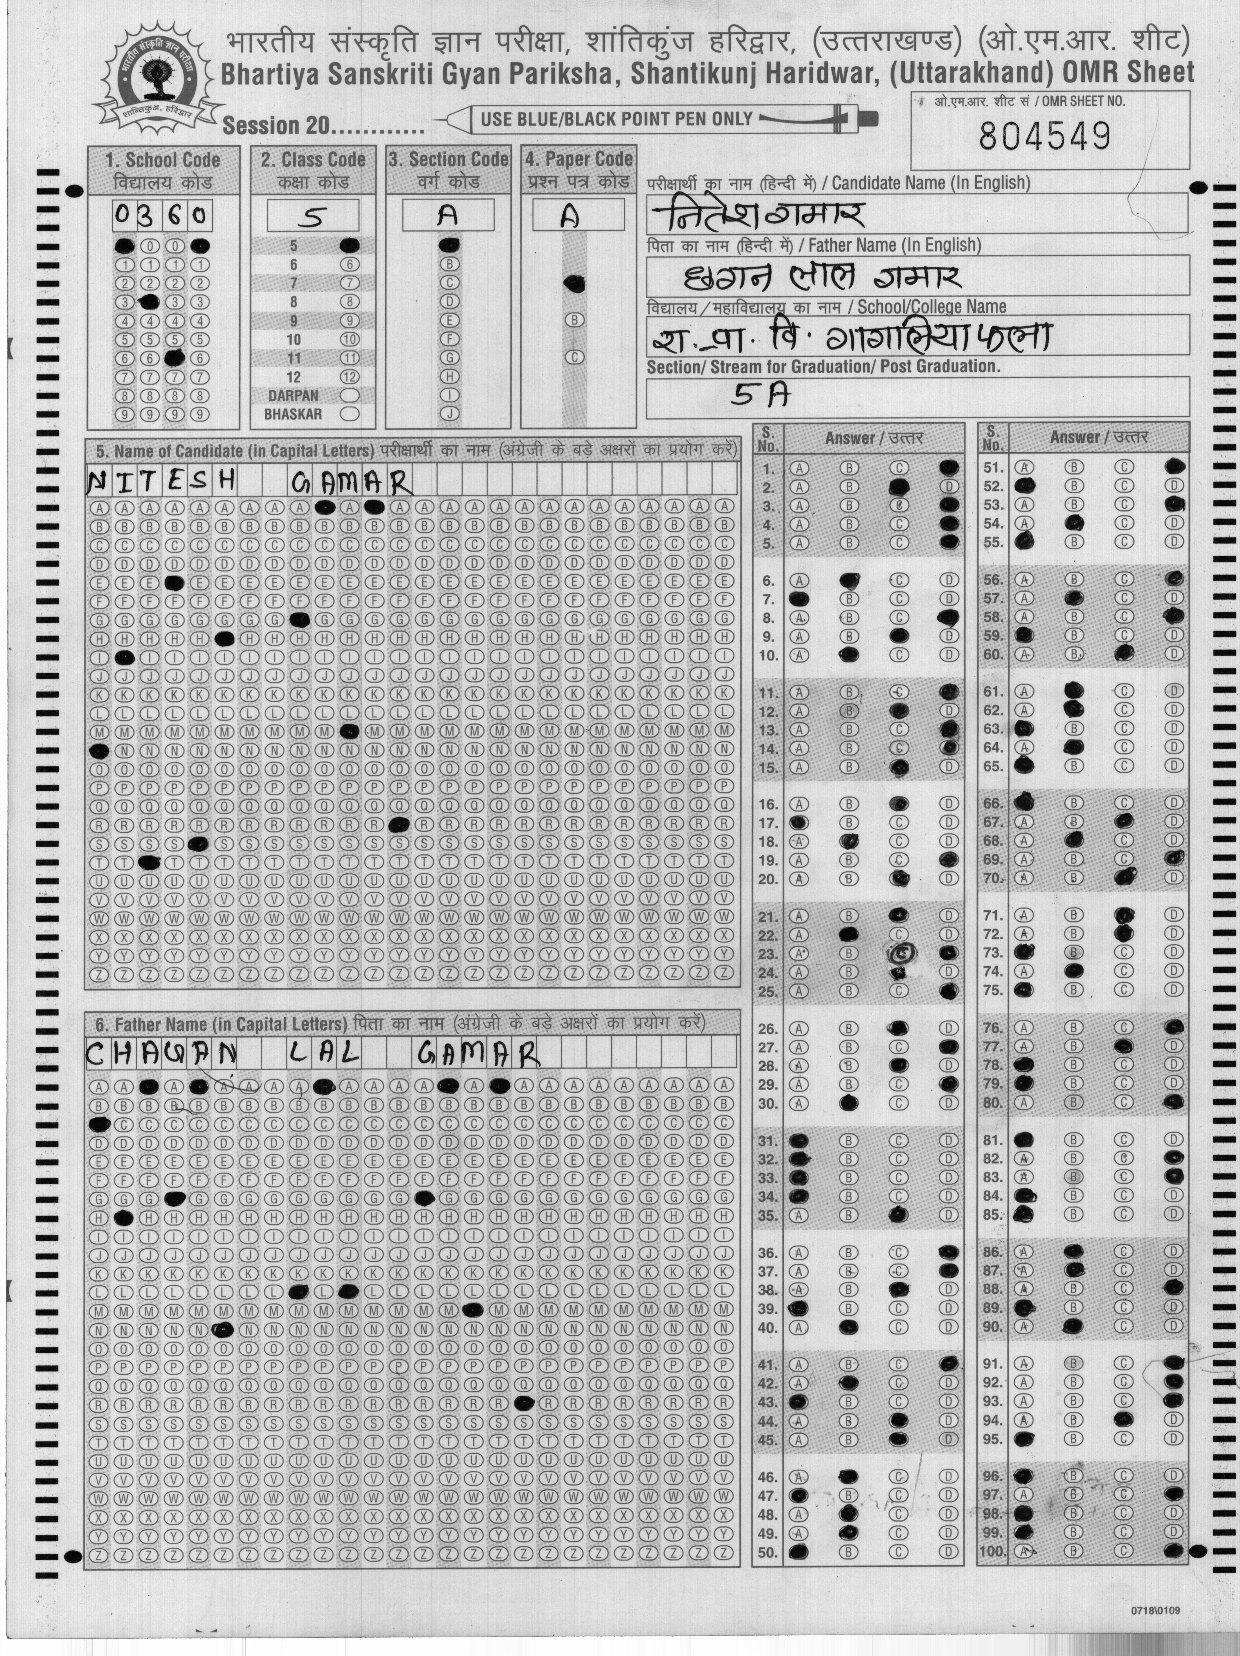 भारतीय संस्कृति ज्ञान परीक्षा, शांतिकुंज हरिद्वार, (उत्तराखण्ड) (ओ.एम.आर. शीट)
Bhartiya Sanskriti Gyan Pariksha, Shantikunj Haridwar, (Uttarakhand) OMR Sheet
Session 20............ USE BLUE/BLACK POINT PEN ONLY
ओ.एम.आर. शीट सं / OMR SHEET NO.
804549
1. School Code
विद्यालय कोड
0360
2. Class Code
कक्षा कोड
5
5
6
7
8
9
10
11
12
DARPAN
BHASKAR
3. Section Code
वर्ग कोड
A
4. Paper Code
प्रश्न पत्र कोड
A
परीक्षार्थी का नाम (हिन्दी में) / Candidate Name (In English)
नितेश गमार
पिता का नाम (हिन्दी में) / Father Name (In English)
छगन लाल गमार
विद्यालय/महाविद्यालय का नाम / School/College Name
रा. प्रा. वि. गागलिया फला
Section/ Stream for Graduation/ Post Graduation.
5 A
5. Name of Candidate (in Capital Letters) परीक्षार्थी का नाम (अंग्रेजी के बड़े अक्षरों का प्रयोग करें)
NITESH GAMAR
6. Father Name (in Capital Letters) पिता का नाम (अंग्रेजी के बड़े अक्षरों का प्रयोग करें)
CHAGAN LAL GAMAR
S. No. Answer / उत्तर
S. No. Answer / उत्तर
0718\0109